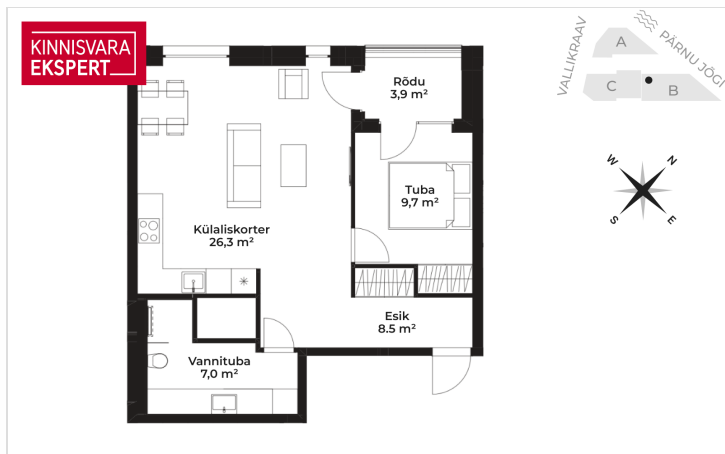 KINNISVARA
EKSPERT
Rõdu
3,9 m²
Tuba
9,7 m²
Külaliskorter
26,3 m²
Esik
8.5 m²
Vannituba
7,0 m²
VALLIKRAAV
PÄRNU JÕGI
A
C
B
W
N
S
E